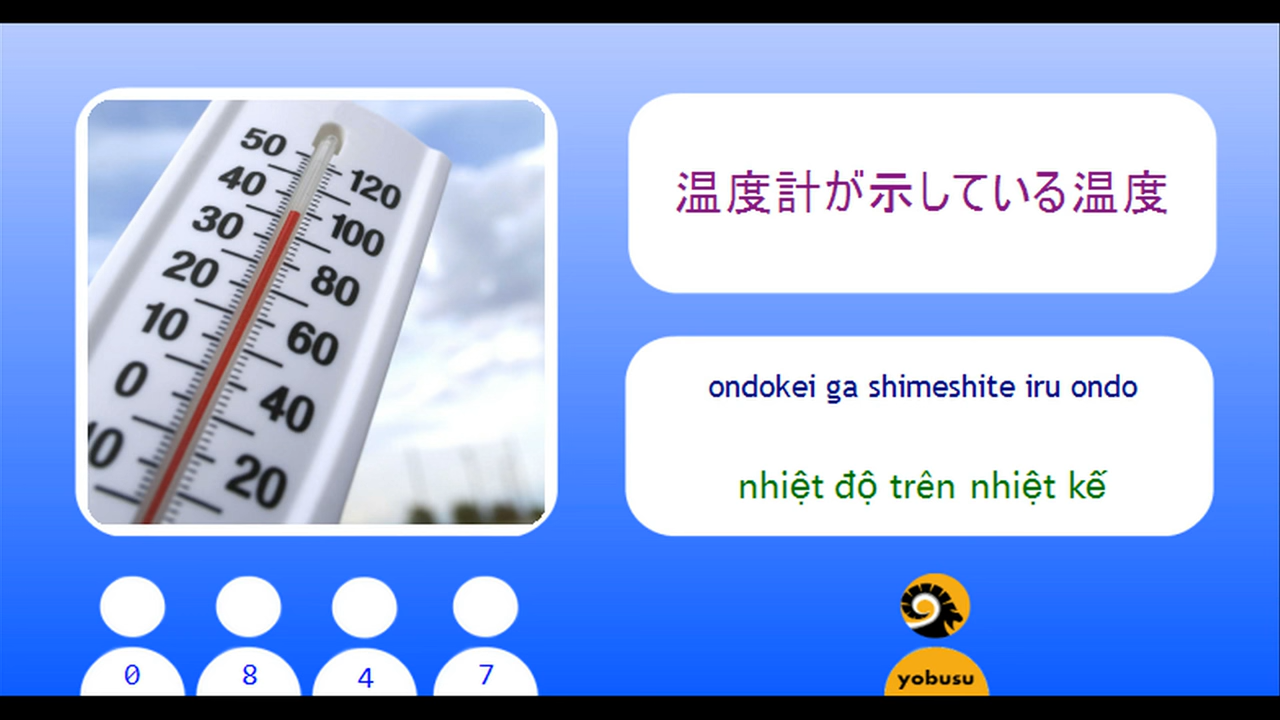 50
40
120
30
100
20
80
10
60
0
40
10
20
温度計が示している温度
ondokei ga shimeshite iru ondo
nhiệt độ trên nhiệt kế
0 8 4 7
yobusu